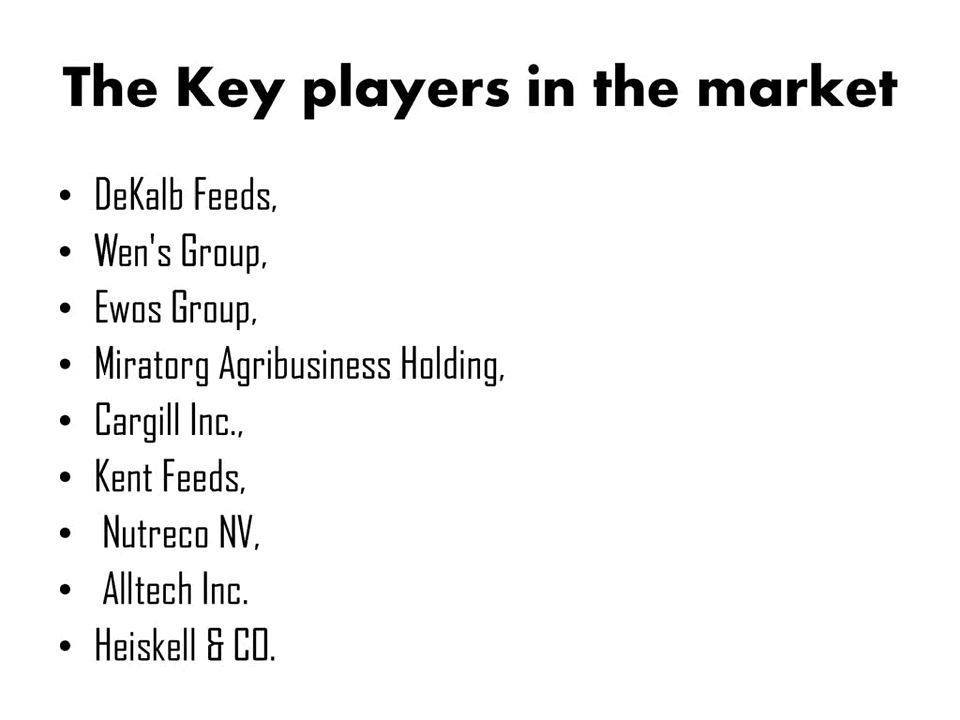 The Key players in the market
• DeKalb Feeds,
• Wen's Group,
• Ewos Group,
• Miratorg Agribusiness Holding,
• Cargill Inc.,
• Kent Feeds,
• Nutreco NV,
• Alltech Inc.
• Heiskell & CO.